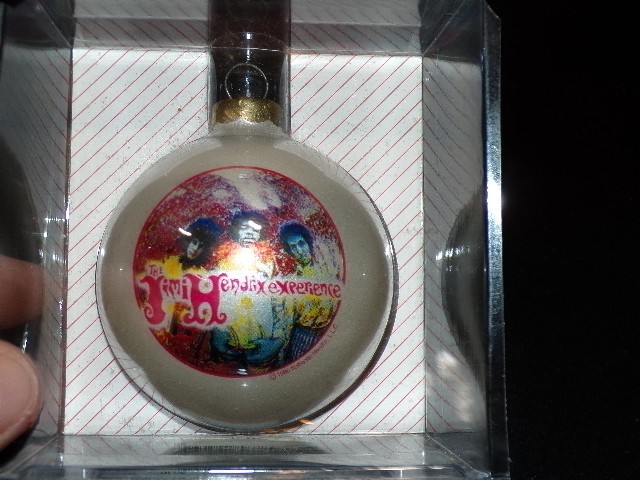 THE
Jimi Hendrix experience